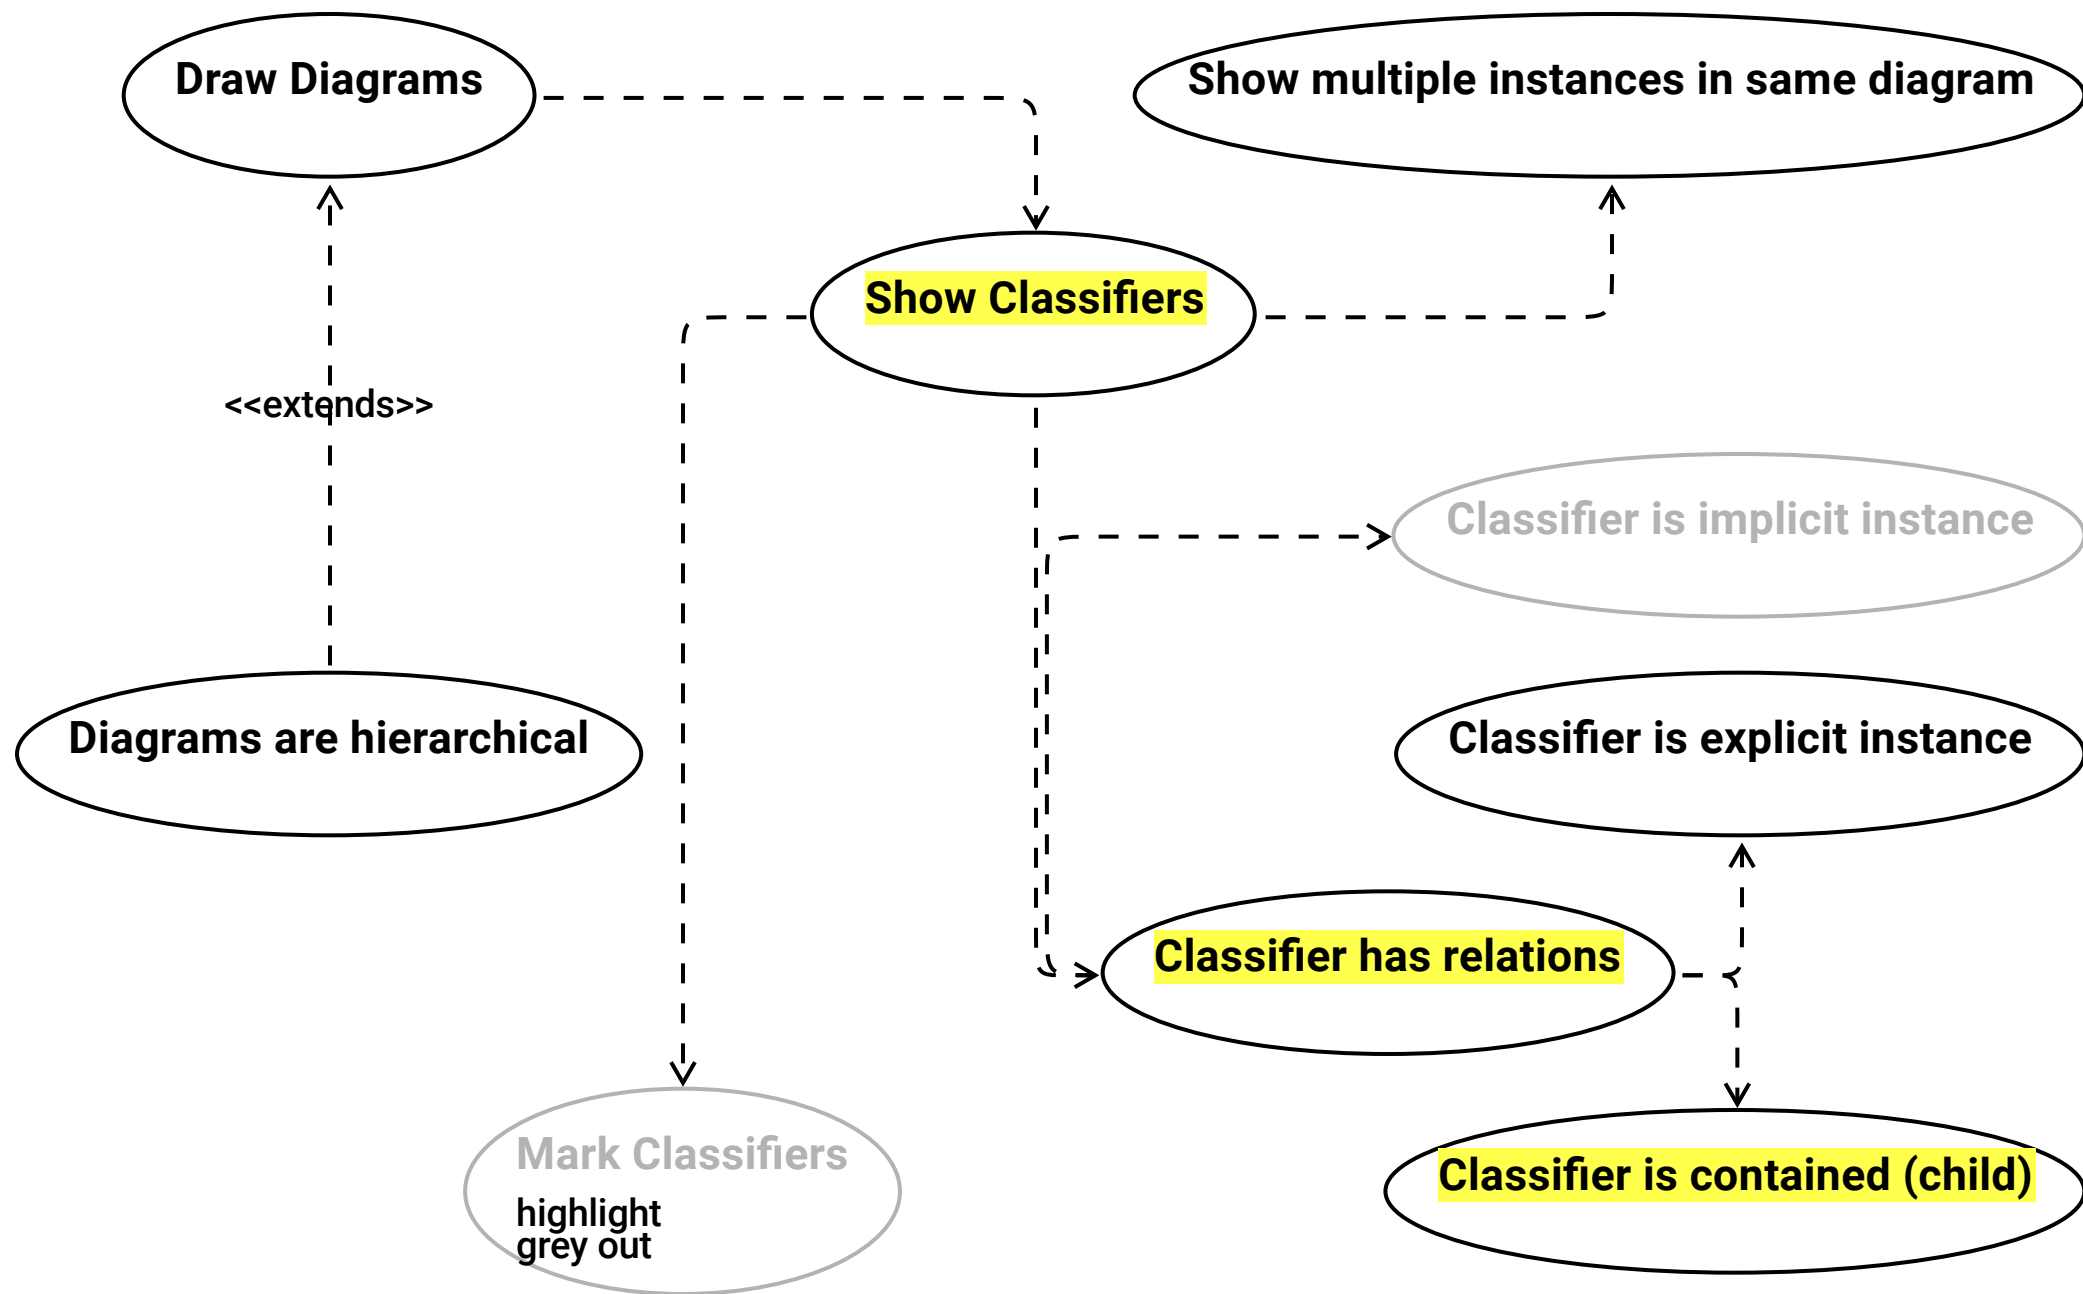 Draw Diagrams
Show multiple instances in same diagram
Show Classifiers
<<extends>>
Classifier is implicit instance
Diagrams are hierarchical
Classifier is explicit instance
Classifier has relations
Mark Classifiers
highlight
grey out
Classifier is contained (child)